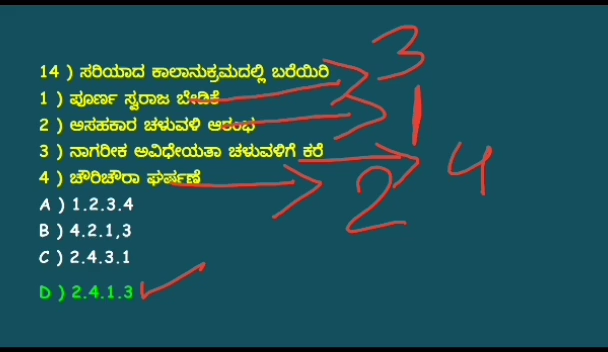 14 ) ಸರಿಯಾದ ಕಾಲಾನುಕ್ರಮದಲ್ಲಿ ಬರೆಯಿರಿ
1 ) ಪೂರ್ಣ ಸ್ವರಾಜ ಬೇಡಿಕೆ
2 ) ಅಸಹಕಾರ ಚಳುವಳಿ ಆರಂಭ
3 ) ನಾಗರೀಕ ಅವಿಧೇಯತಾ ಚಳುವಳಿಗೆ ಕರೆ
4 ) ಚೌರಿಚೌರಾ ಘರ್ಷಣೆ
A ) 1.2.3.4
B ) 4.2.1,3
C ) 2.4.3.1
D ) 2.4.1.3
3
1
4
2